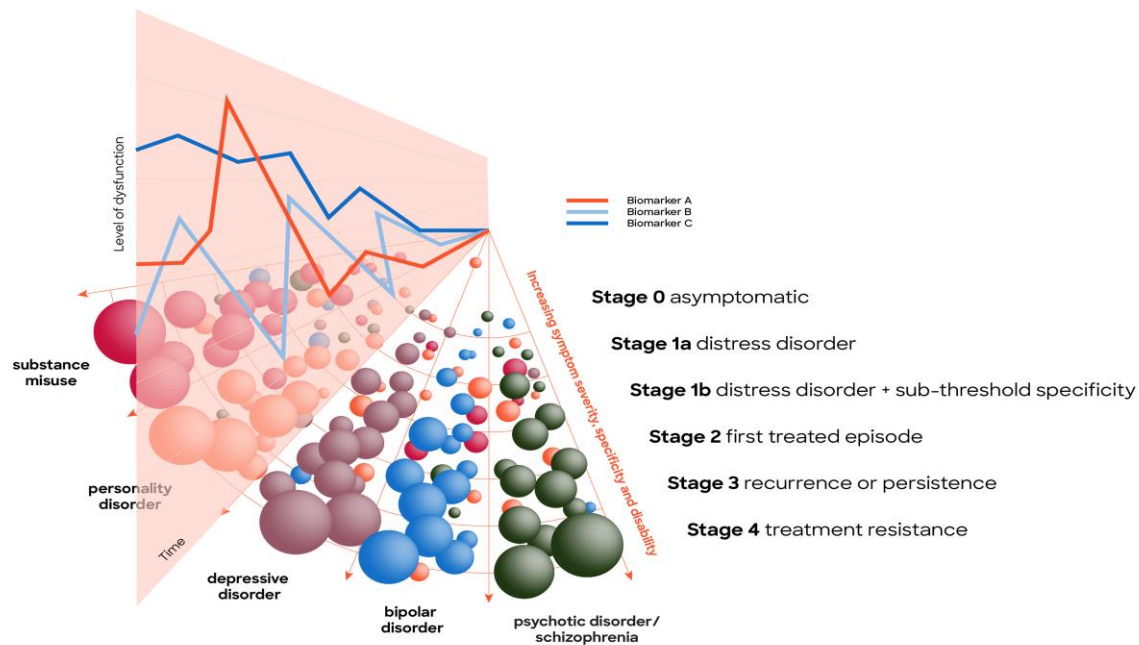 Level of dysfunction
Biomarker A
Biomarker B
Biomarker C
Increasing symptom severity, specificity and disability
Stage 0 asymptomatic
Stage 1a distress disorder
Stage 1b distress disorder + sub-threshold specificity
Stage 2 first treated episode
Stage 3 recurrence or persistence
Stage 4 treatment resistance
substance
misuse
personality
disorder
Time
depressive
disorder
bipolar
disorder
psychotic disorder/
schizophrenia